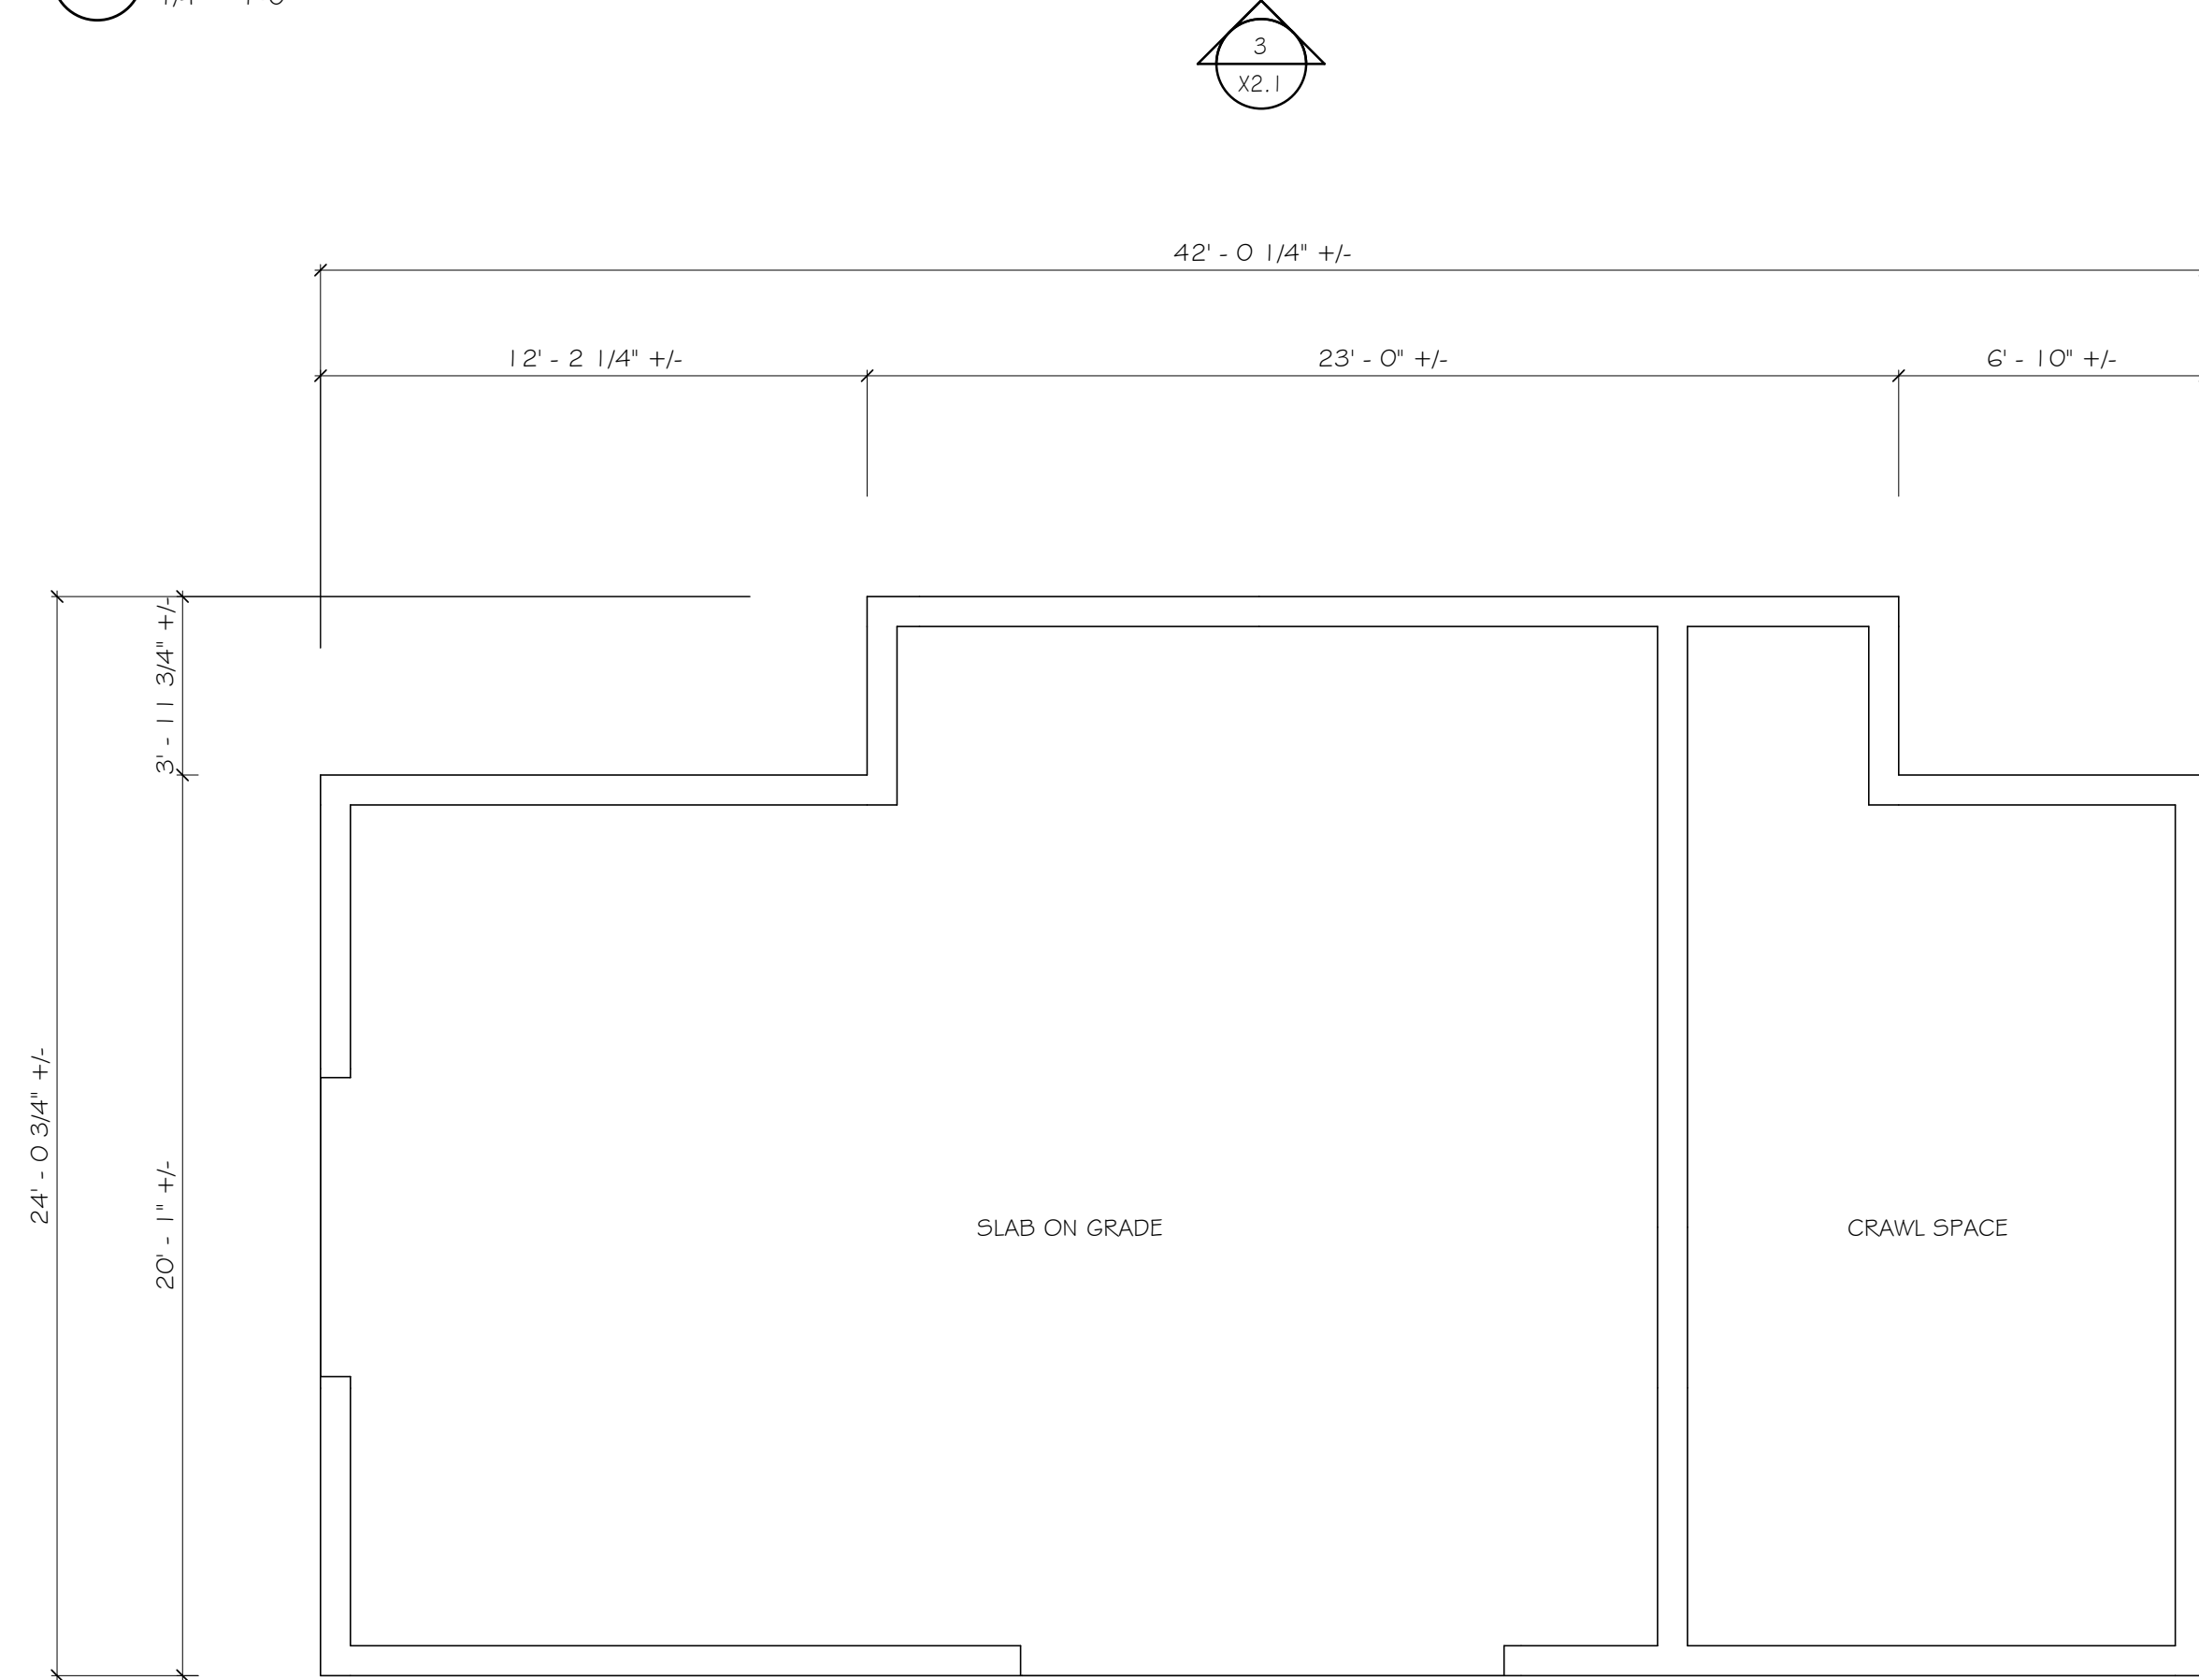 3
X2.1
42' - 0 1/4" +/-
12' - 2 1/4" +/-
23' - 0" +/-
6' - 10" +/-
3' - 11 3/4" +/-
24' - 0 3/4" +/-
20' - 1" +/-
SLAB ON GRADE
CRAWL SPACE